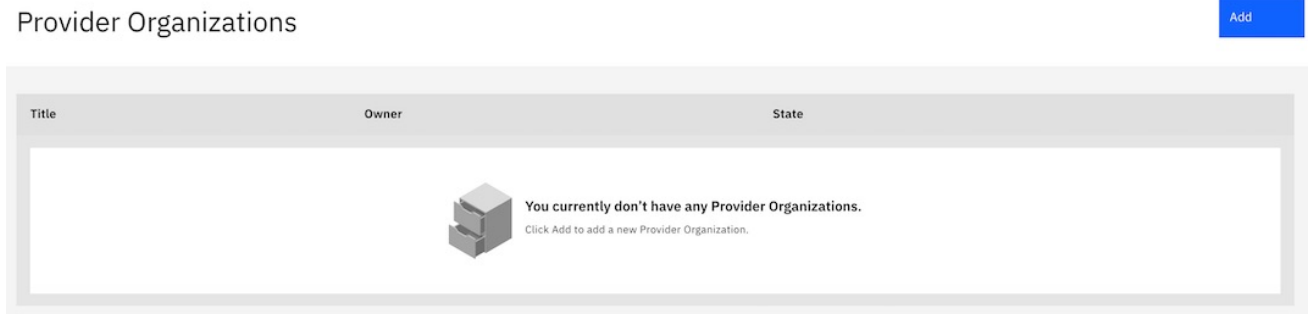 Provider Organizations
Add
Title Owner State
You currently don't have any Provider Organizations.
Click Add to add a new Provider Organization.